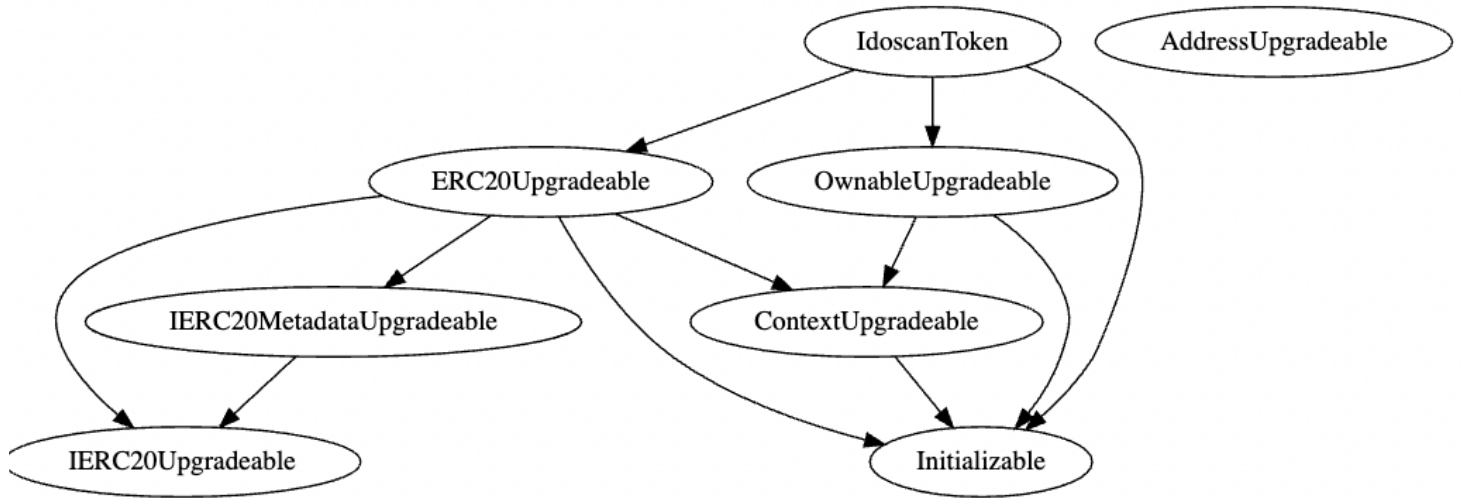 IdoscanToken
AddressUpgradeable
ERC20Upgradeable
OwnableUpgradeable
IERC20MetadataUpgradeable
ContextUpgradeable
IERC20Upgradeable
Initializable